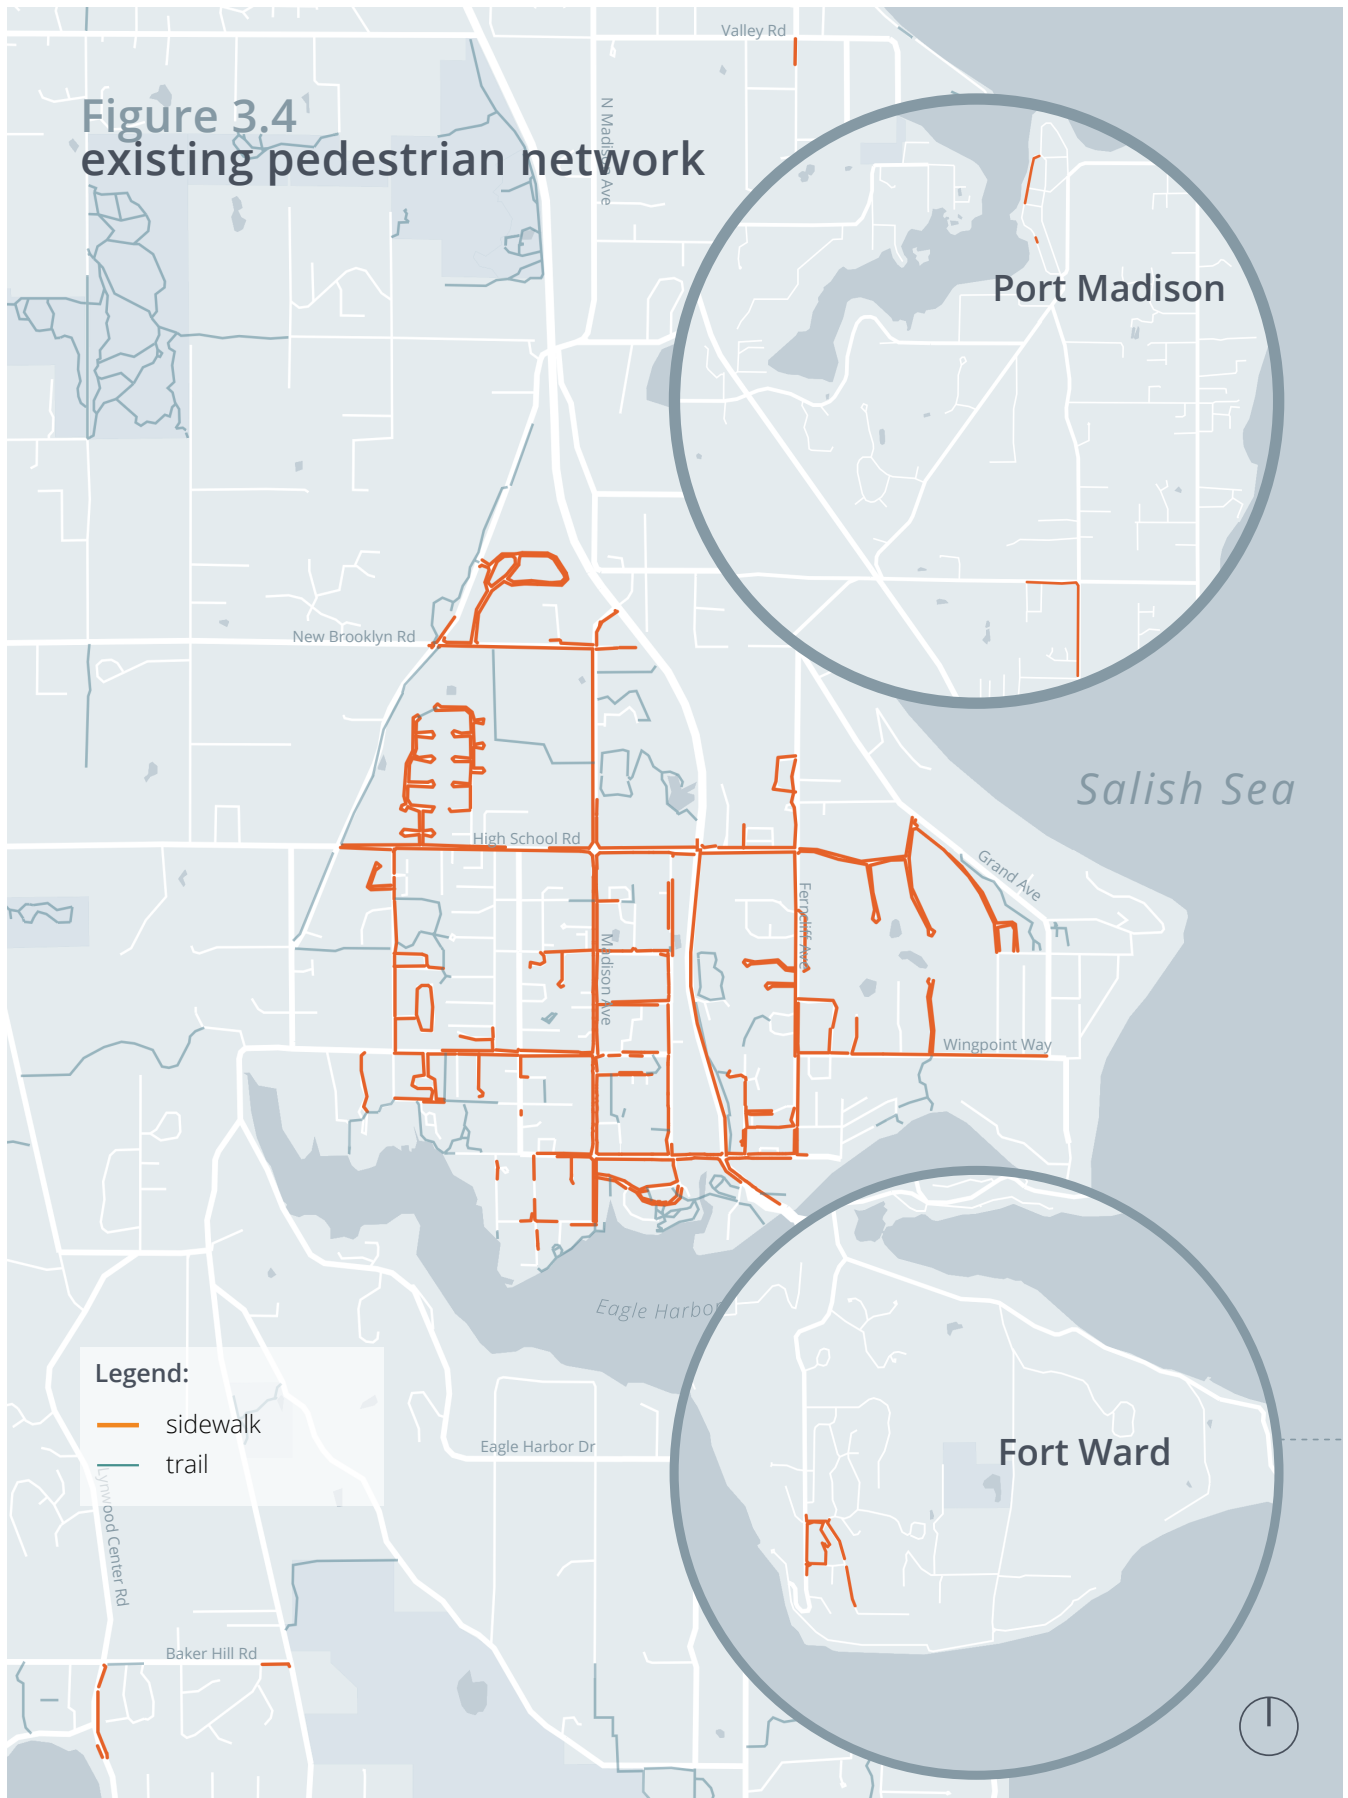 Valley Rd
Figure 3.4
existing pedestrian network
N Madison Ave
Port Madison
New Brooklyn Rd
Salish Sea
High School Rd
Grand Ave
Ferncliff Ave
Madison Ave
Wingpoint Way
Eagle Harbor
Legend:
sidewalk
trail
Eagle Harbor Dr
Fort Ward
Lynwood Center Rd
Baker Hill Rd